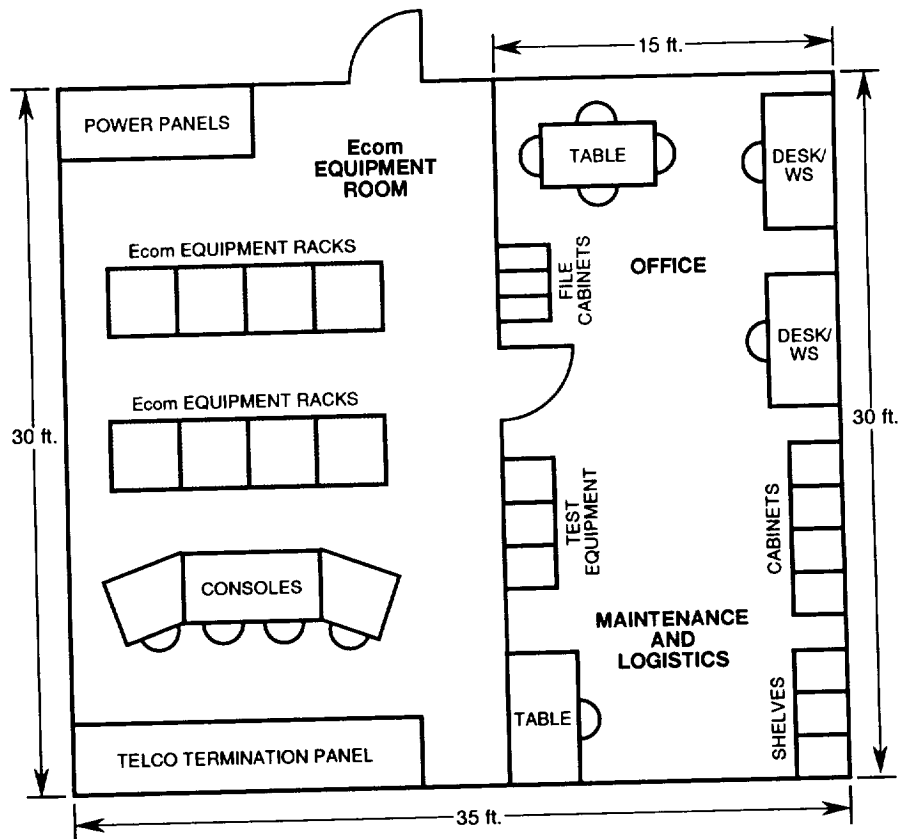 15 ft.
POWER PANELS
Ecom
EQUIPMENT
ROOM
TABLE
DESK/
WS
Ecom EQUIPMENT RACKS
FILE
CABINETS
OFFICE
DESK/
WS
Ecom EQUIPMENT RACKS
30 ft.
30 ft.
TEST
EQUIPMENT
CABINETS
CONSOLES
MAINTENANCE
AND
LOGISTICS
TABLE
SHELVES
TELCO TERMINATION PANEL
35 ft.